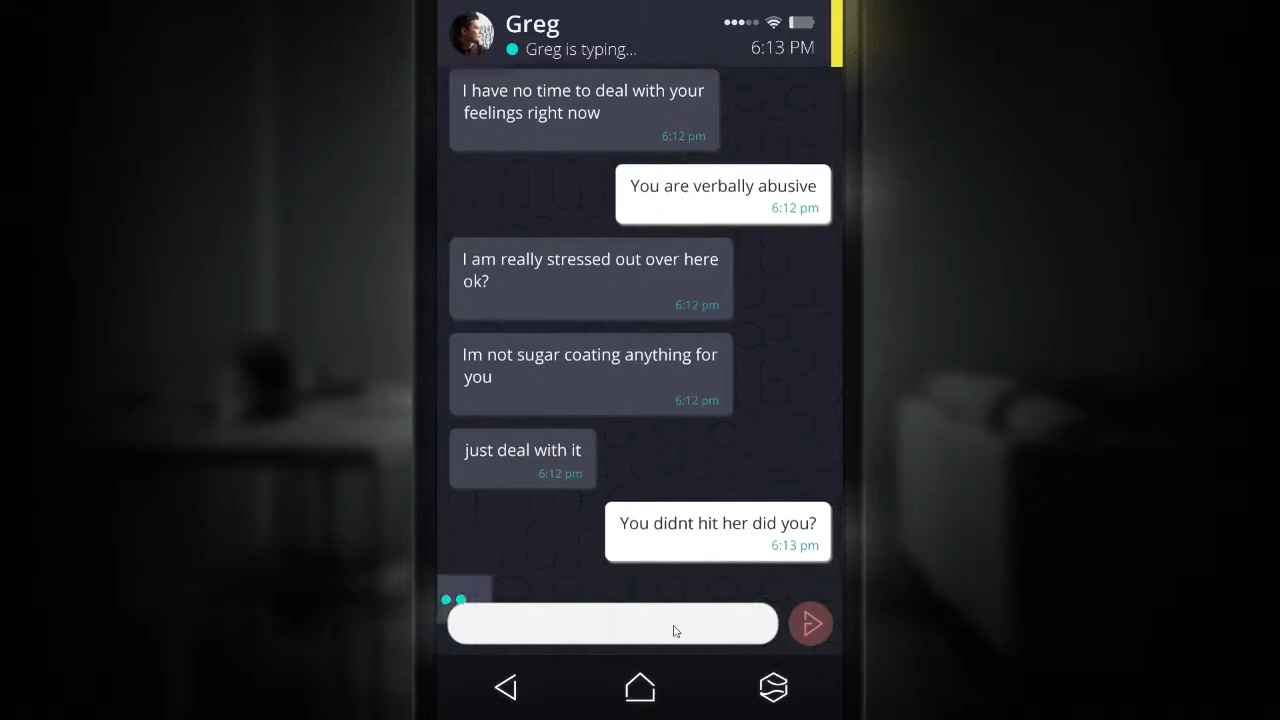 Greg
Greg is typing...
6:13 PM
I have no time to deal with your
feelings right now
6:12 pm
You are verbally abusive
6:12 pm
I am really stressed out over here
ok?
6:12 pm
Im not sugar coating anything for
you
6:12 pm
just deal with it
6:12 pm
You didnt hit her did you?
6:13 pm